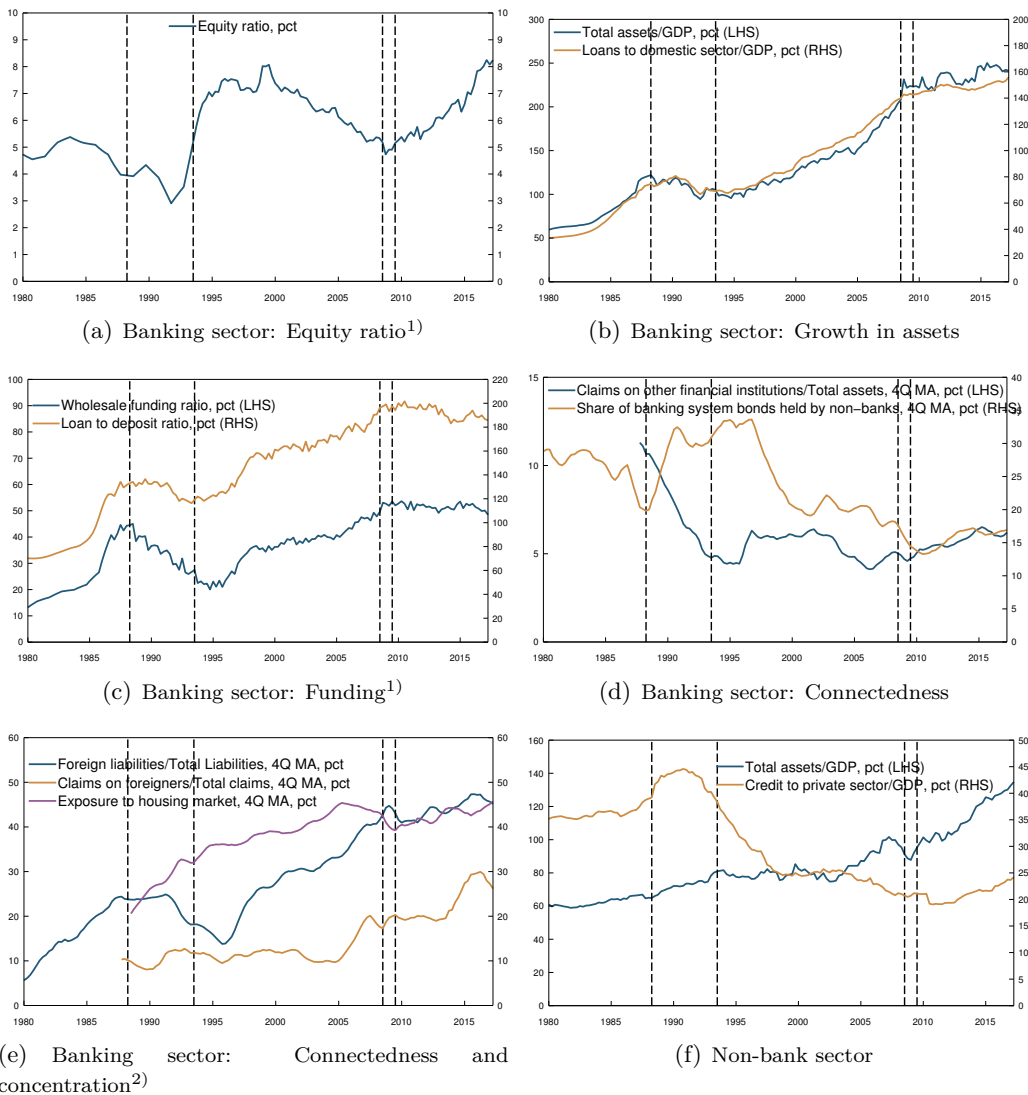 Equity ratio, pct
10 9 8 7 6 5 4 3 2 1 0
10 9 8 7 6 5 4 3 2 1 0
1980 1985 1990 1995 2000 2005 2010 2015
(a) Banking sector: Equity ratio1)
Total assets/GDP, pct (LHS)
Loans to domestic sector/GDP, pct (RHS)
300 250 200 150 100 50 0
200 180 160 140 120 100 80 60 40 20 0
1980 1985 1990 1995 2000 2005 2010 2015
(b) Banking sector: Growth in assets
Wholesale funding ratio, pct (LHS)
Loan to deposit ratio, pct (RHS)
100 90 80 70 60 50 40 30 20 10 0
220 200 180 160 140 120 100 80 60 40 20 0
1980 1985 1990 1995 2000 2005 2010 2015
(c) Banking sector: Funding1)
Claims on other financial institutions/Total assets, 4Q MA, pct (LHS)
Share of banking system bonds held by non-banks, 4Q MA, pct (RHS)
15 10 5 0
40 35 30 25 20 15 10 5 0
1980 1985 1990 1995 2000 2005 2010 2015
(d) Banking sector: Connectedness
Foreign liabilities/Total Liabilities, 4Q MA, pct
Claims on foreigners/Total claims, 4Q MA, pct
Exposure to housing market, 4Q MA, pct
60 50 40 30 20 10 0
60 50 40 30 20 10 0
1980 1985 1990 1995 2000 2005 2010 2015
(e) Banking sector: Connectedness and
concentration2)
Total assets/GDP, pct (LHS)
Credit to private sector/GDP, pct (RHS)
160 140 120 100 80 60 40 20 0
50 45 40 35 30 25 20 15 10 5 0
1980 1985 1990 1995 2000 2005 2010 2015
(f) Non-bank sector